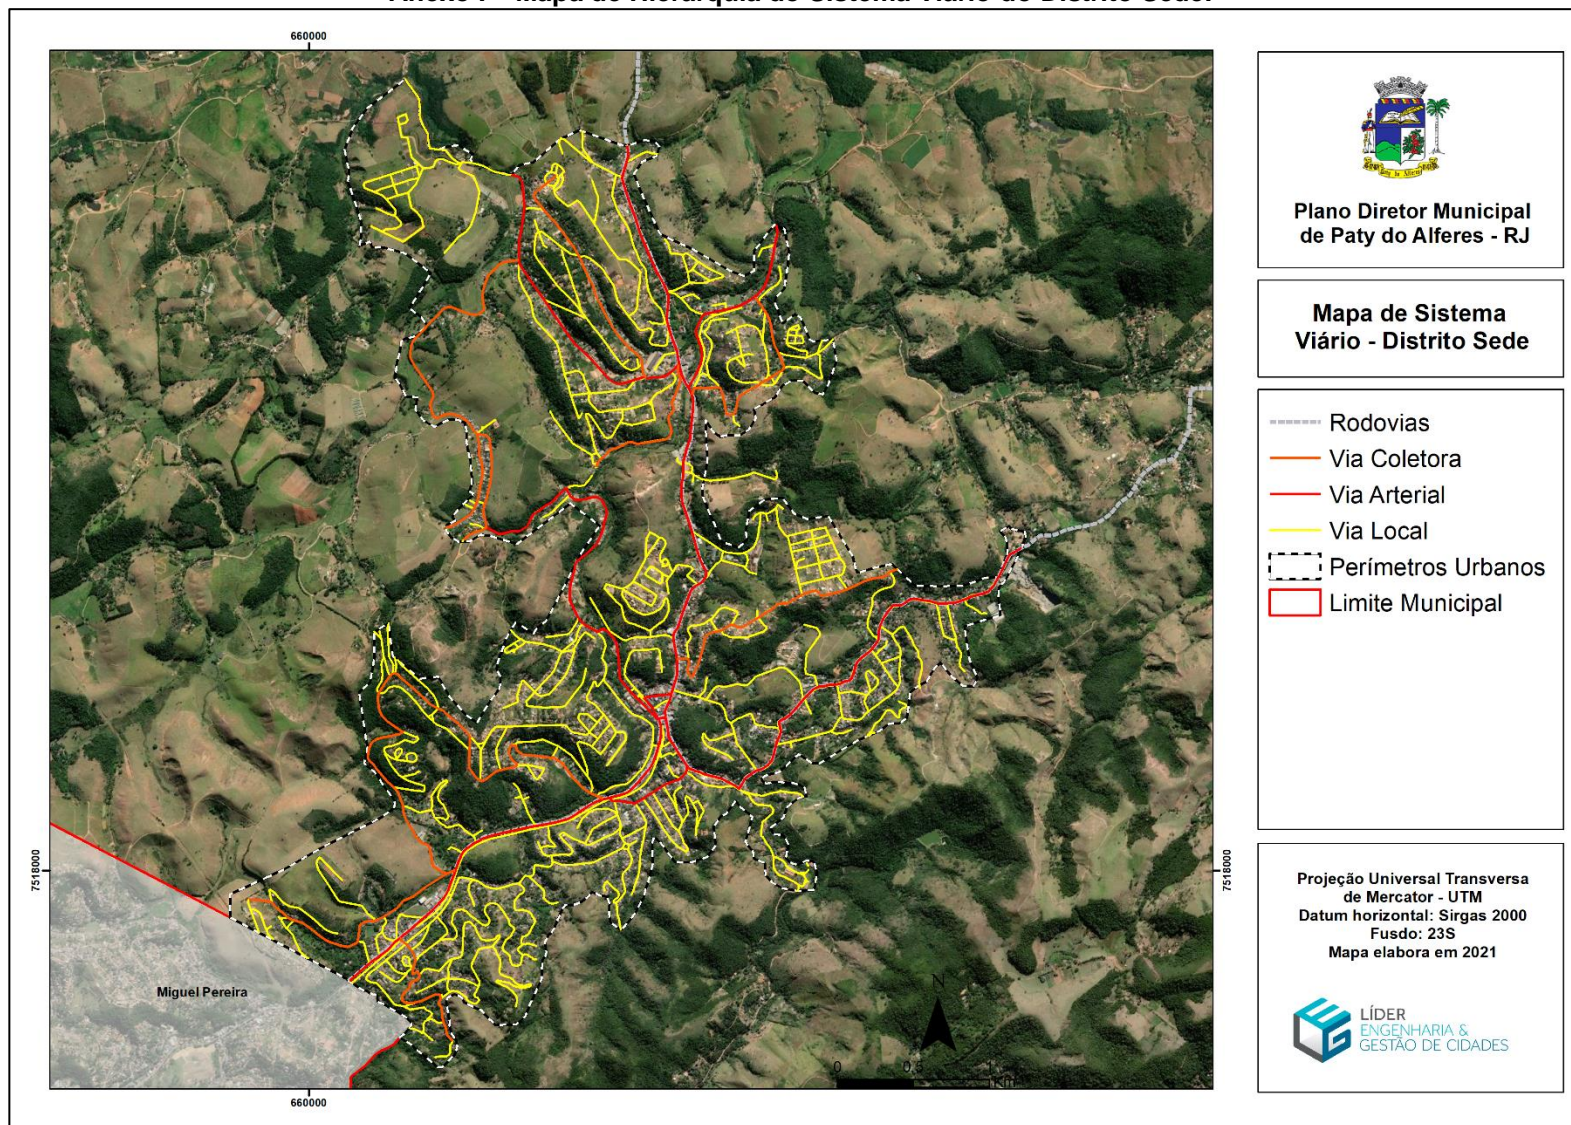 660000
Plano Diretor Municipal
de Paty do Alferes - RJ
Mapa de Sistema
Viário - Distrito Sede
Rodovias
Via Coletora
Via Arterial
Via Local
Perímetros Urbanos
Limite Municipal
7518000
7518000
Projeção Universal Transversa
de Mercator - UTM
Datum horizontal: Sirgas 2000
Fusdo: 23S
Mapa elabora em 2021
Miguel Pereira
N
0 0,5 1
Km
LÍDER
ENGENHARIA &
GESTÃO DE CIDADES
660000